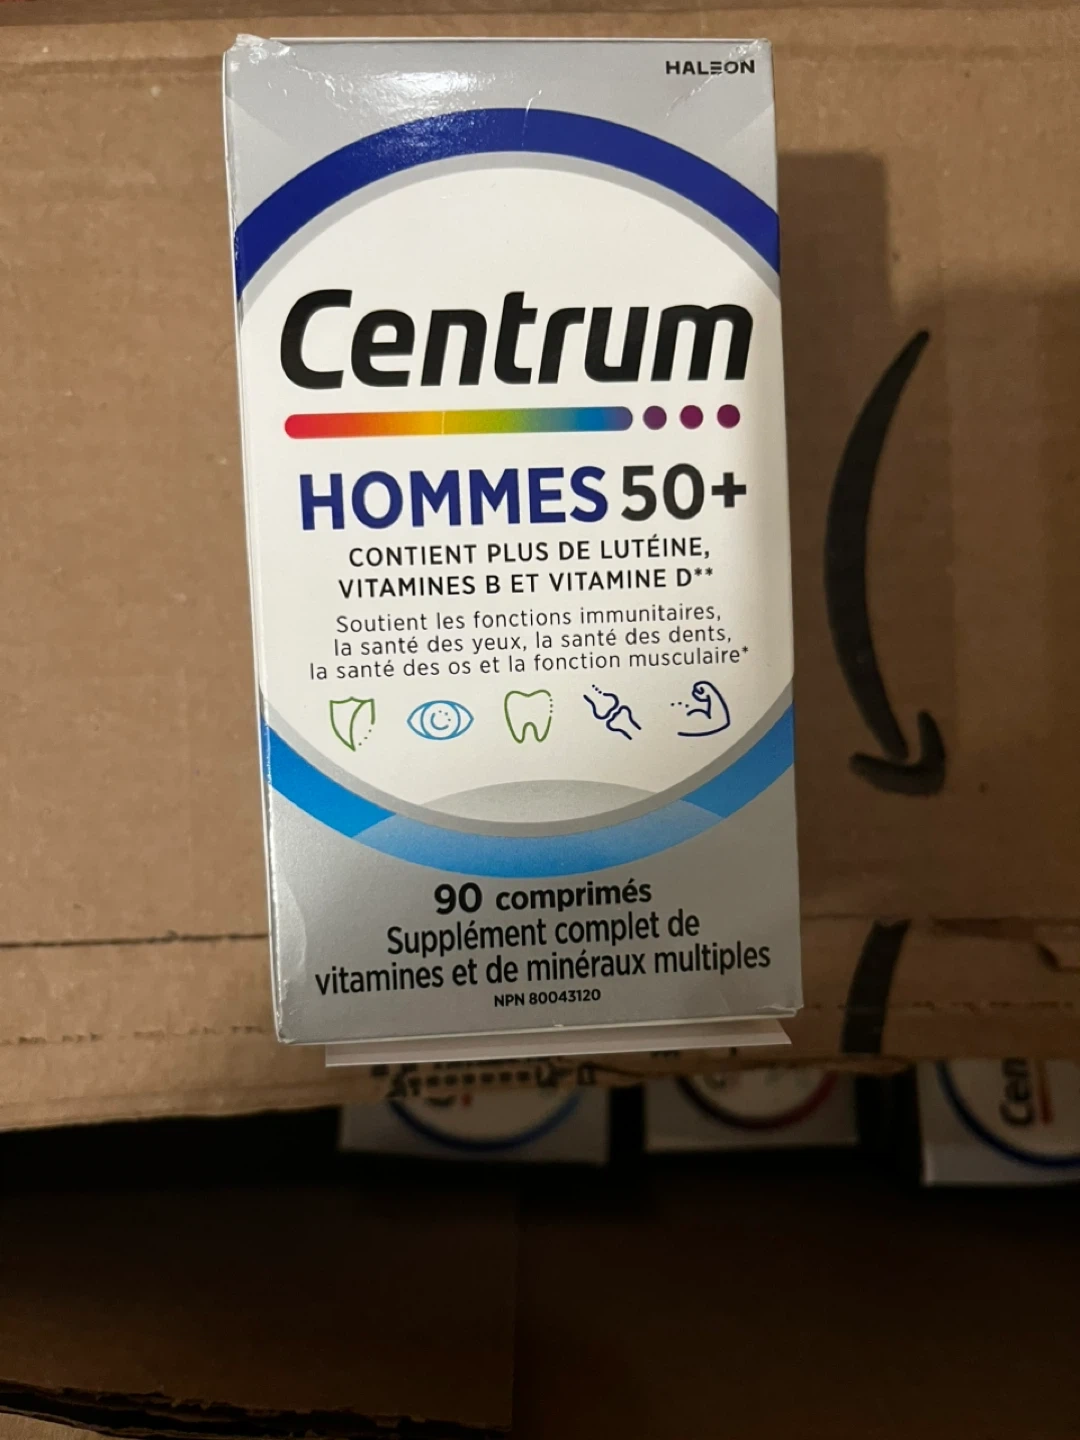 HALEON
Centrum
HOMMES 50+
CONTIENT PLUS DE LUTÉINE,
VITAMINES B ET VITAMINE D**
Soutient les fonctions immunitaires,
la santé des yeux, la santé des dents,
la santé des os et la fonction musculaire*
90 comprimés
Supplément complet de
vitamines et de minéraux multiples
NPN 80043120
Cen